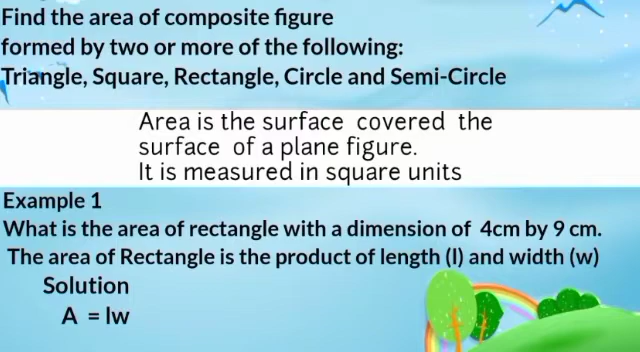 Find the area of composite figure
formed by two or more of the following:
Triangle, Square, Rectangle, Circle and Semi-Circle
Area is the surface covered the
surface of a plane figure.
It is measured in square units
Example 1
What is the area of rectangle with a dimension of 4cm by 9 cm.
The area of Rectangle is the product of length (l) and width (w)
Solution
A = lw